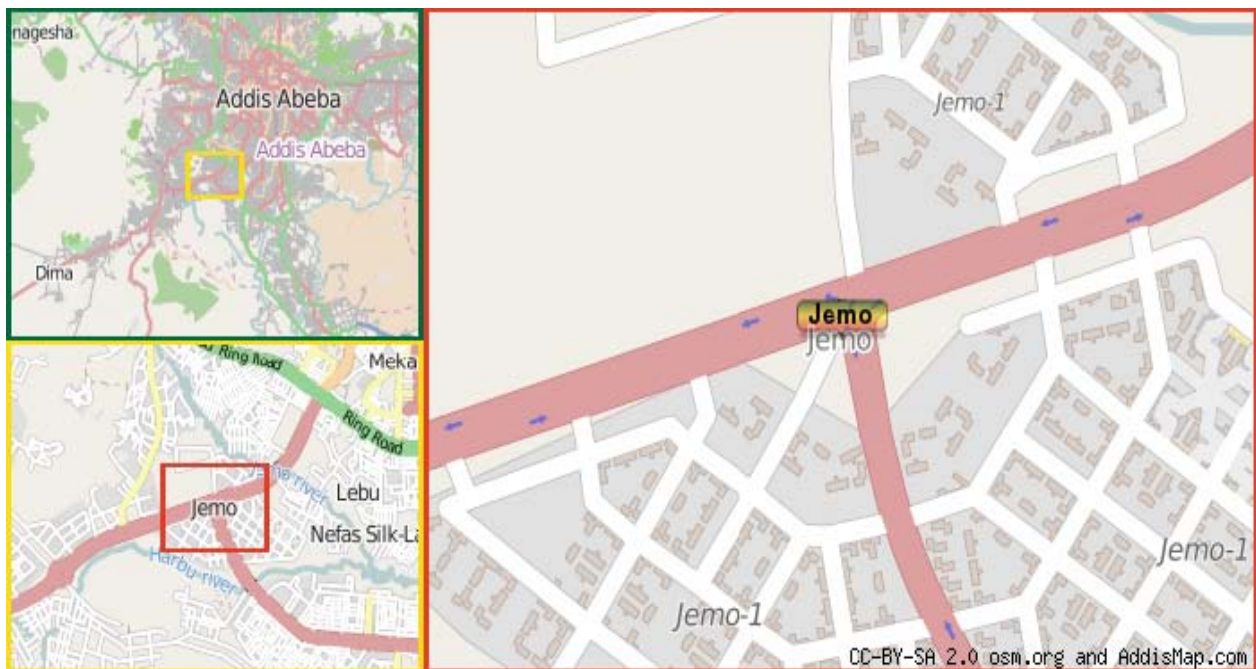 nagesha
Addis Abeba
Addis Abeba
Dima
Ring Road
Meka
Ring Road
Lebu
Jemo
Nefas Silk-La
Harbu river
river
Jemo-1
Jemo
Jemo
Jemo-1
Jemo-1
CC-BY-SA 2.0 osm.org and AddisMap.com